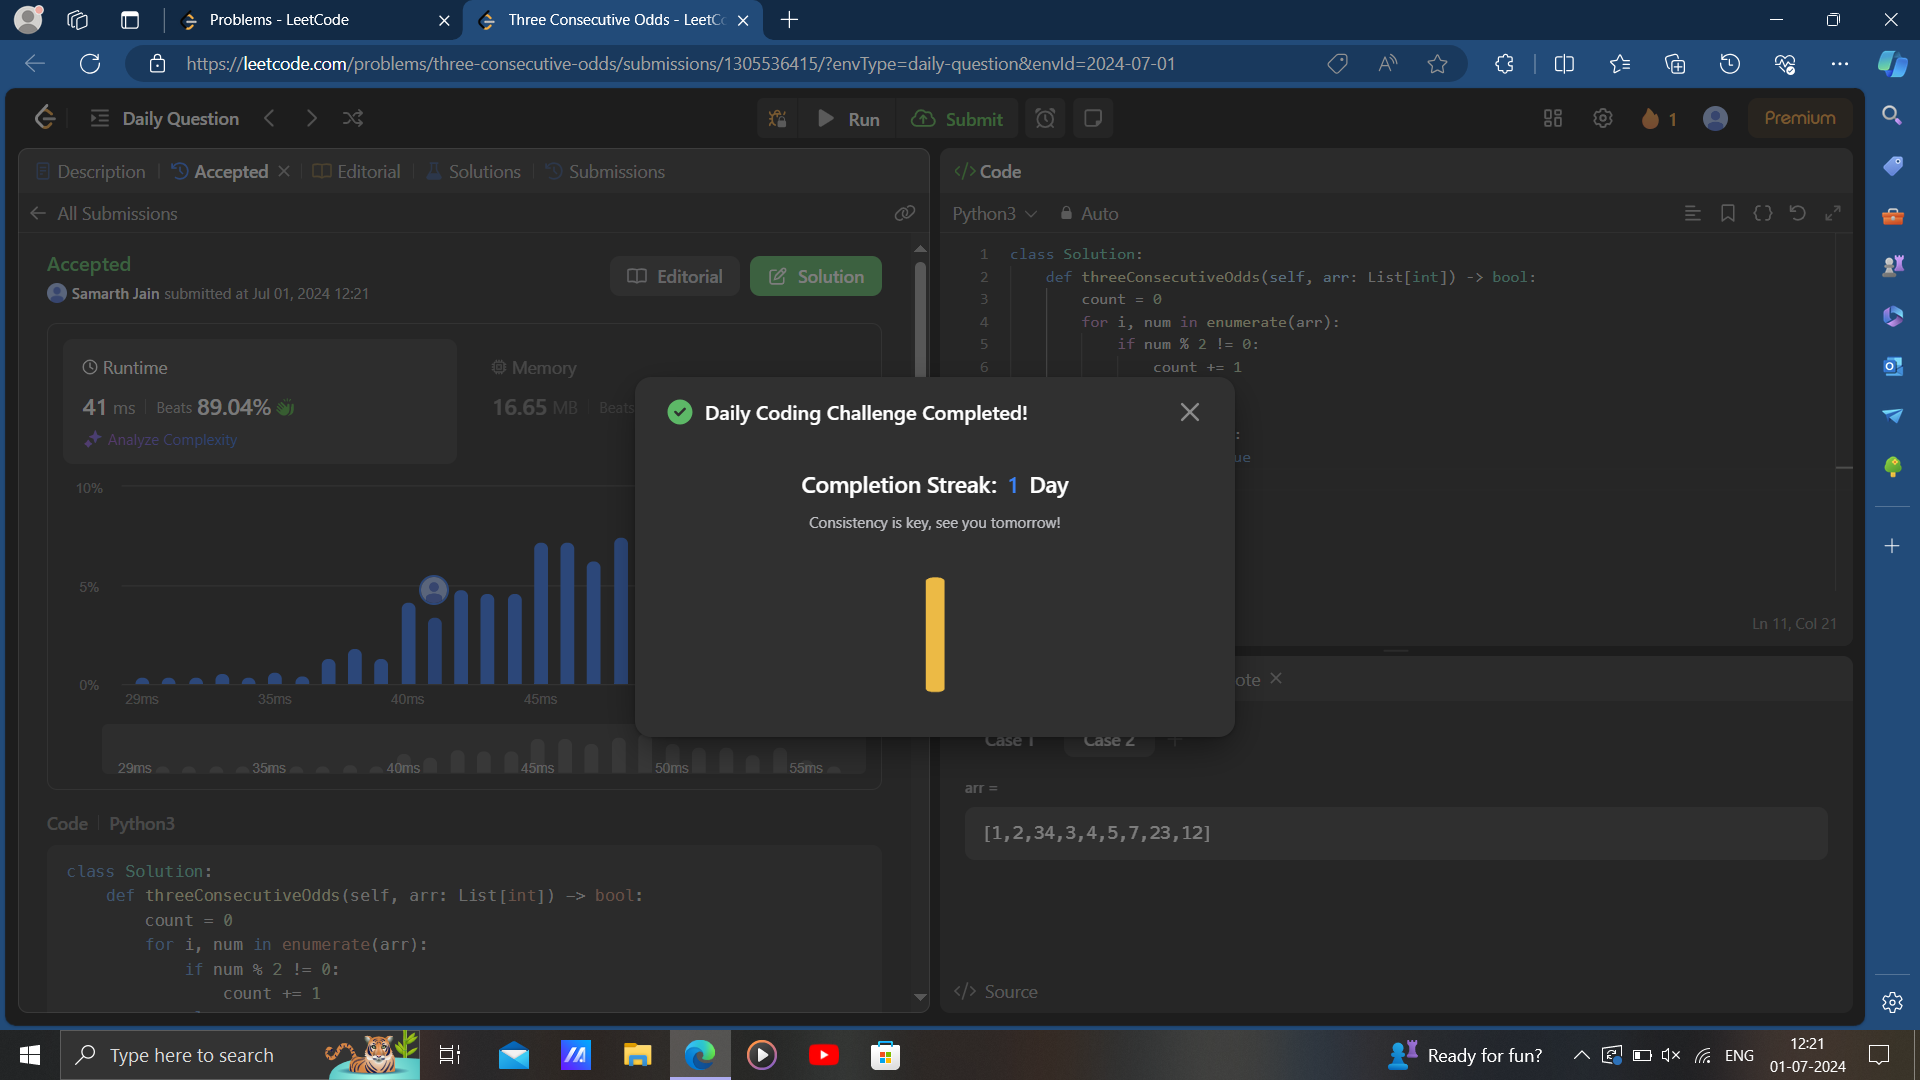 Problems - LeetCode
Three Consecutive Odds - LeetCo
https://leetcode.com/problems/three-consecutive-odds/submissions/1305536415/?envType=daily-question&envId=2024-07-01
Daily Question
Run
Submit
1
Premium
Description
Accepted
Editorial
Solutions
Submissions
All Submissions
Accepted
Samarth Jain submitted at Jul 01, 2024 12:21
Editorial
Solution
Runtime
41 ms
Beats 89.04%
Analyze Complexity
Memory
16.65 MB
Beats
10%
5%
0%
29ms
35ms
40ms
45ms
29ms
35ms
40ms
45ms
50ms
55ms
Code
Python3
class Solution:
def threeConsecutiveOdds(self, arr: List[int]) -> bool:
count = 0
for i, num in enumerate(arr):
if num % 2 != 0:
count += 1
Daily Coding Challenge Completed!
Completion Streak: 1 Day
Consistency is key, see you tomorrow!
</> Code
Python3
Auto
1 class Solution:
2 def threeConsecutiveOdds(self, arr: List[int]) -> bool:
3 count = 0
4 for i, num in enumerate(arr):
5 if num % 2 != 0:
6 count += 1
:
ue
Ln 11, Col 21
ote
Case 1
Case 2
arr =
[1,2,34,3,4,5,7,23,12]
</> Source
Type here to search
Ready for fun?
ENG
12:21
01-07-2024